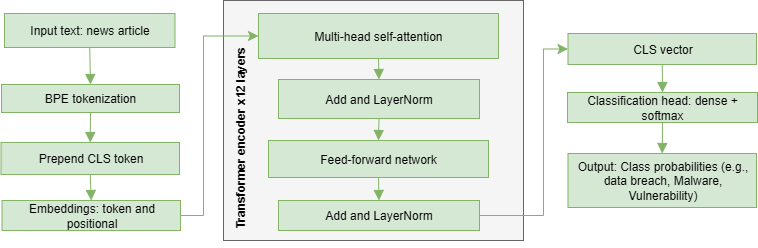 Input text: news article
BPE tokenization
Prepend CLS token
Embeddings: token and
positional
Transformer encoder x12 layers
Multi-head self-attention
Add and LayerNorm
Feed-forward network
Add and LayerNorm
CLS vector
Classification head: dense +
softmax
Output: Class probabilities (e.g.,
data breach, Malware,
Vulnerability)